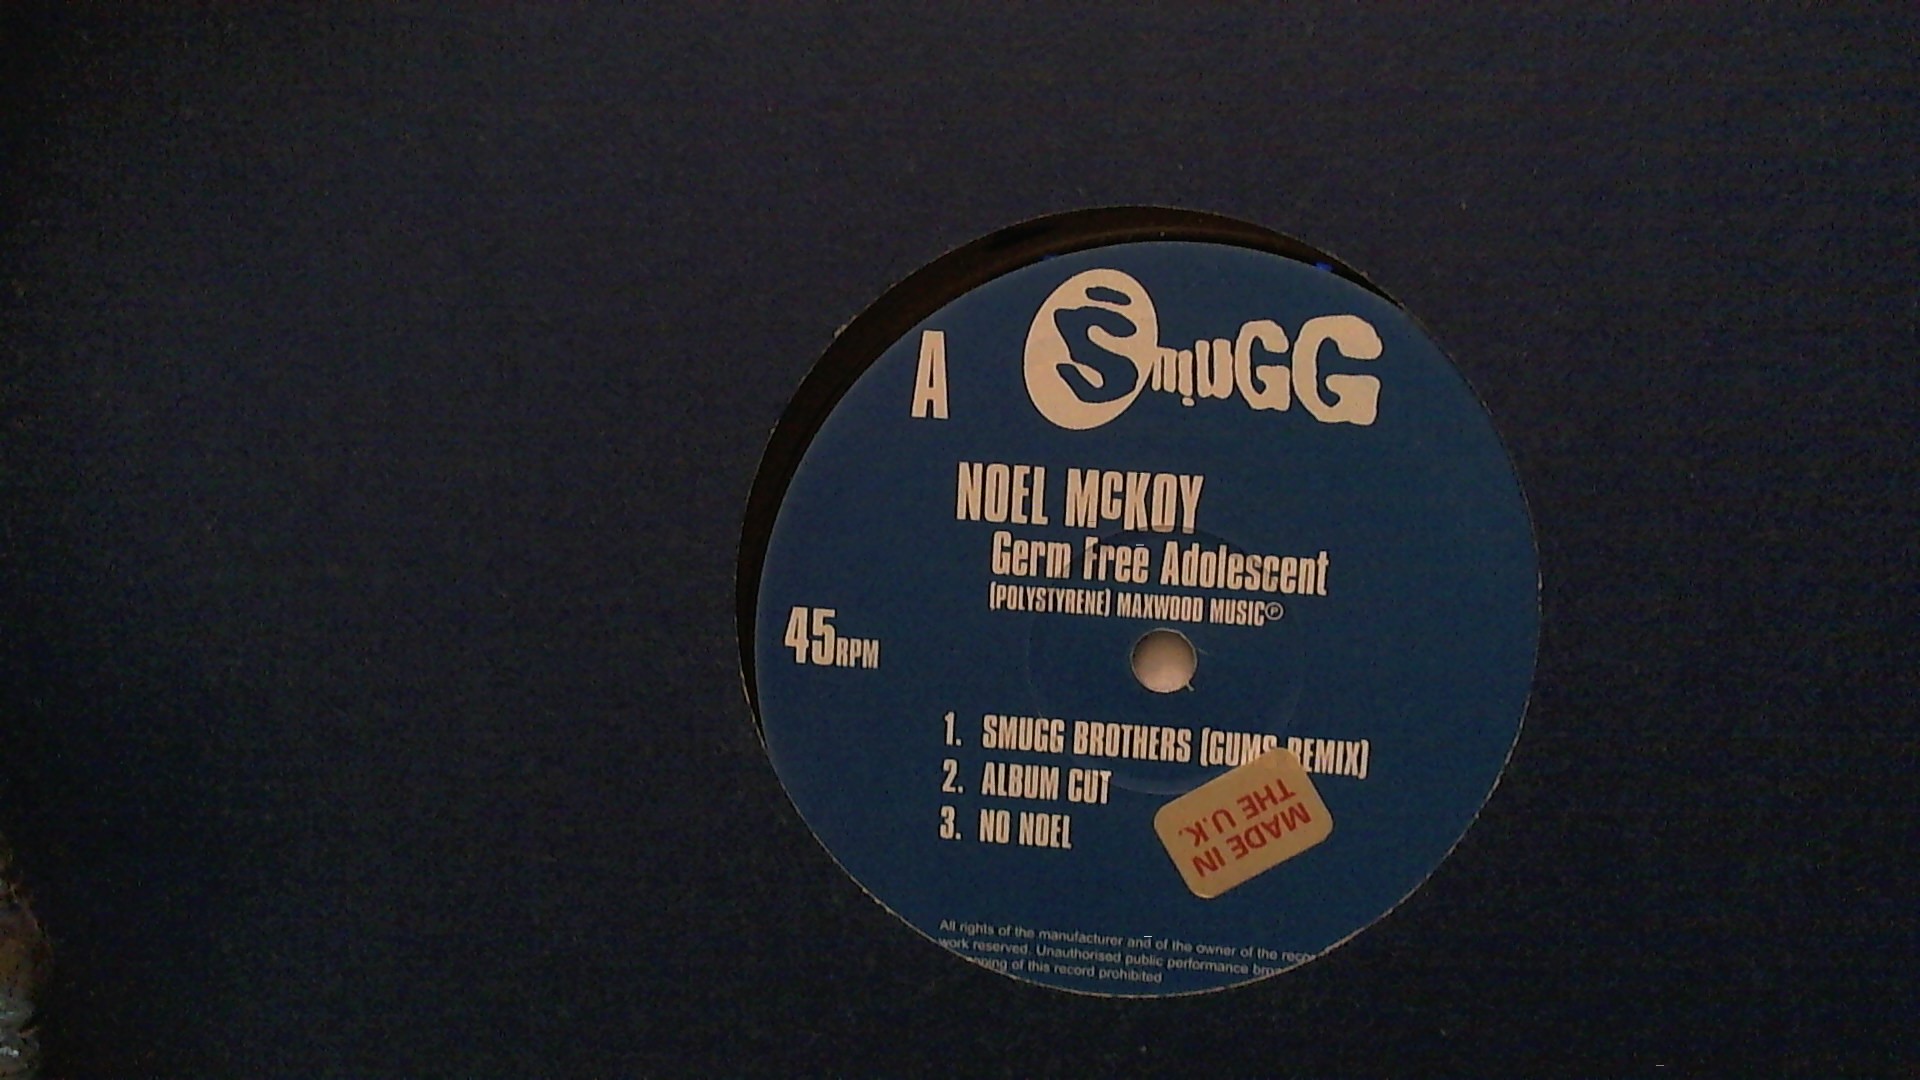 A
SmuGG
NOEL McKOY
Germ Free Adolescent
(POLYSTYRENE) MAXWOOD MUSIC℗
45RPM
1. SMUGG BROTHERS (GUMS REMIX)
2. ALBUM CUT
3. NO NOEL
MADE IN
THE U.K.
All rights of the manufacturer and of the owner of the
work reserved. Unauthorised public performance
of this record prohibited